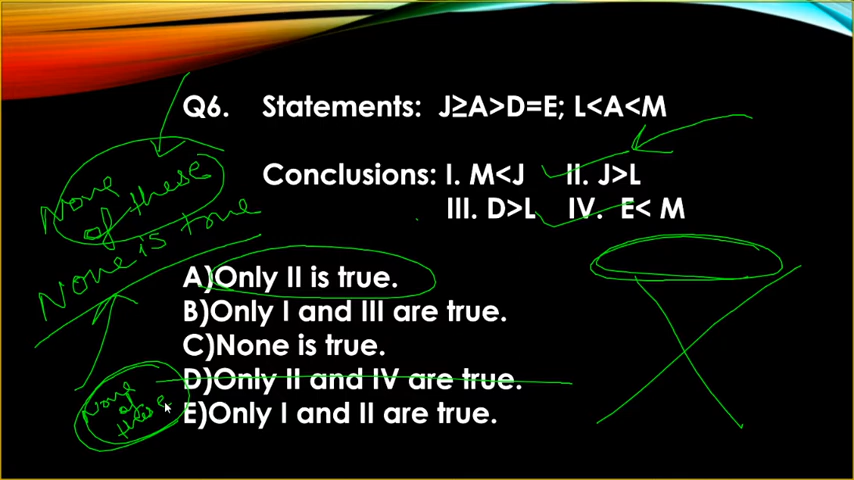 Q6. Statements: J≥A>D=E; L<A<M
Conclusions: I. M<J II. J>L
III. D>L IV. E< M
None
of these
None is true
A)Only II is true.
B)Only I and III are true.
C)None is true.
D)Only II and IV are true.
E)Only I and II are true.
None
of
these